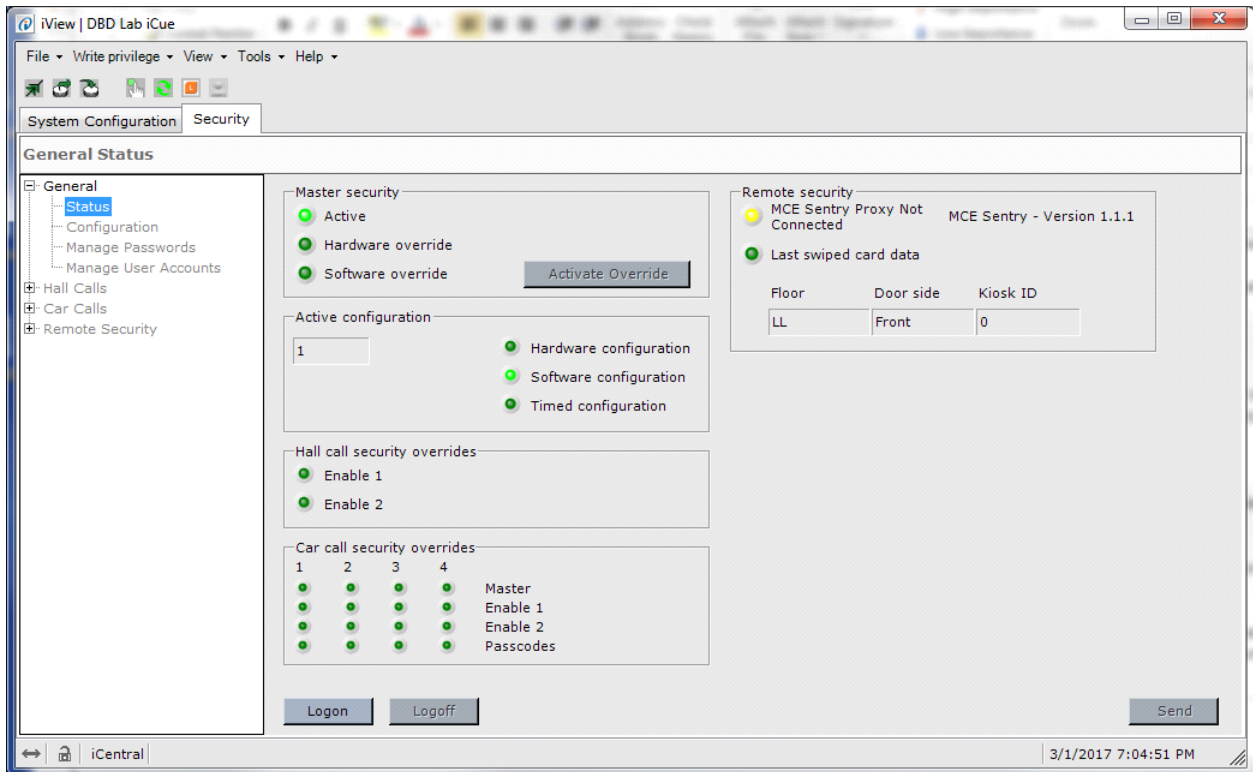 iView | DBD Lab iCue
File Write privilege View Tools Help
System Configuration Security
General Status
General
Status
Configuration
Manage Passwords
Manage User Accounts
Hall Calls
Car Calls
Remote Security
Master security
Active
Hardware override
Software override
Activate Override
Active configuration
1
Hardware configuration
Software configuration
Timed configuration
Hall call security overrides
Enable 1
Enable 2
Car call security overrides
1 2 3 4
Master
Enable 1
Enable 2
Passcodes
Remote security
MCE Sentry Proxy Not
Connected
MCE Sentry - Version 1.1.1
Last swiped card data
Floor Door side Kiosk ID
LL Front 0
Logon Logoff Send
iCentral 3/1/2017 7:04:51 PM